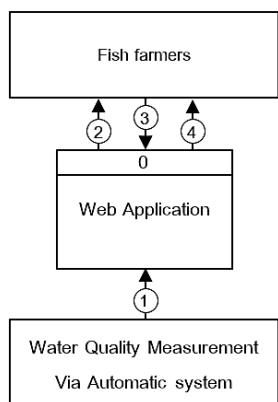 Fish farmers
2 3 4
0
Web Application
1
Water Quality Measurement
Via Automatic system